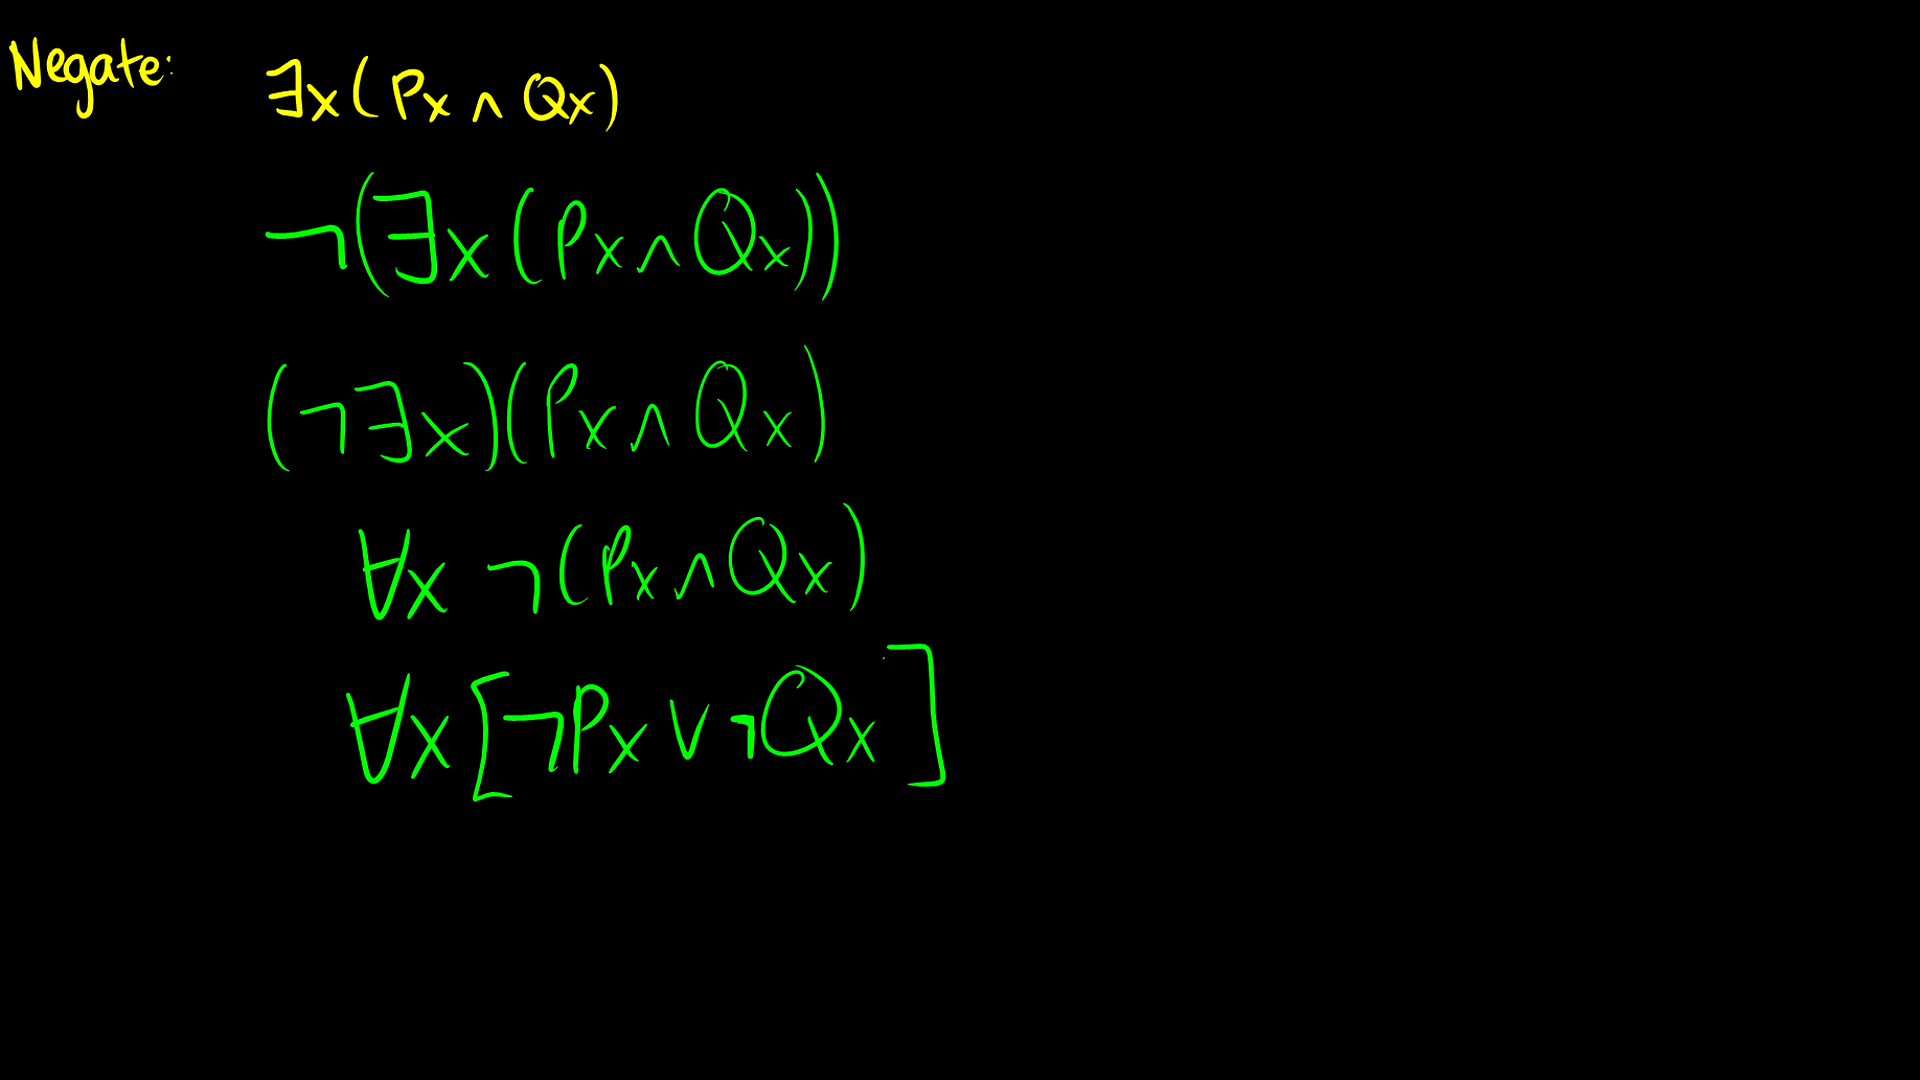 Negate: ∃x(Px ∧ Qx)
¬(∃x(Px ∧ Qx))
(¬∃x)(Px ∧ Qx)
∀x ¬(Px ∧ Qx)
∀x[¬Px ∨ ¬Qx]